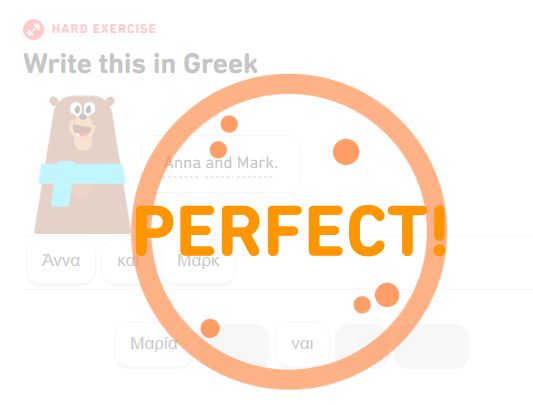 HARD EXERCISE
Write this in Greek
Anna and Mark.
PERFECT!
Άννα και Μαρκ
Μαρία ναι